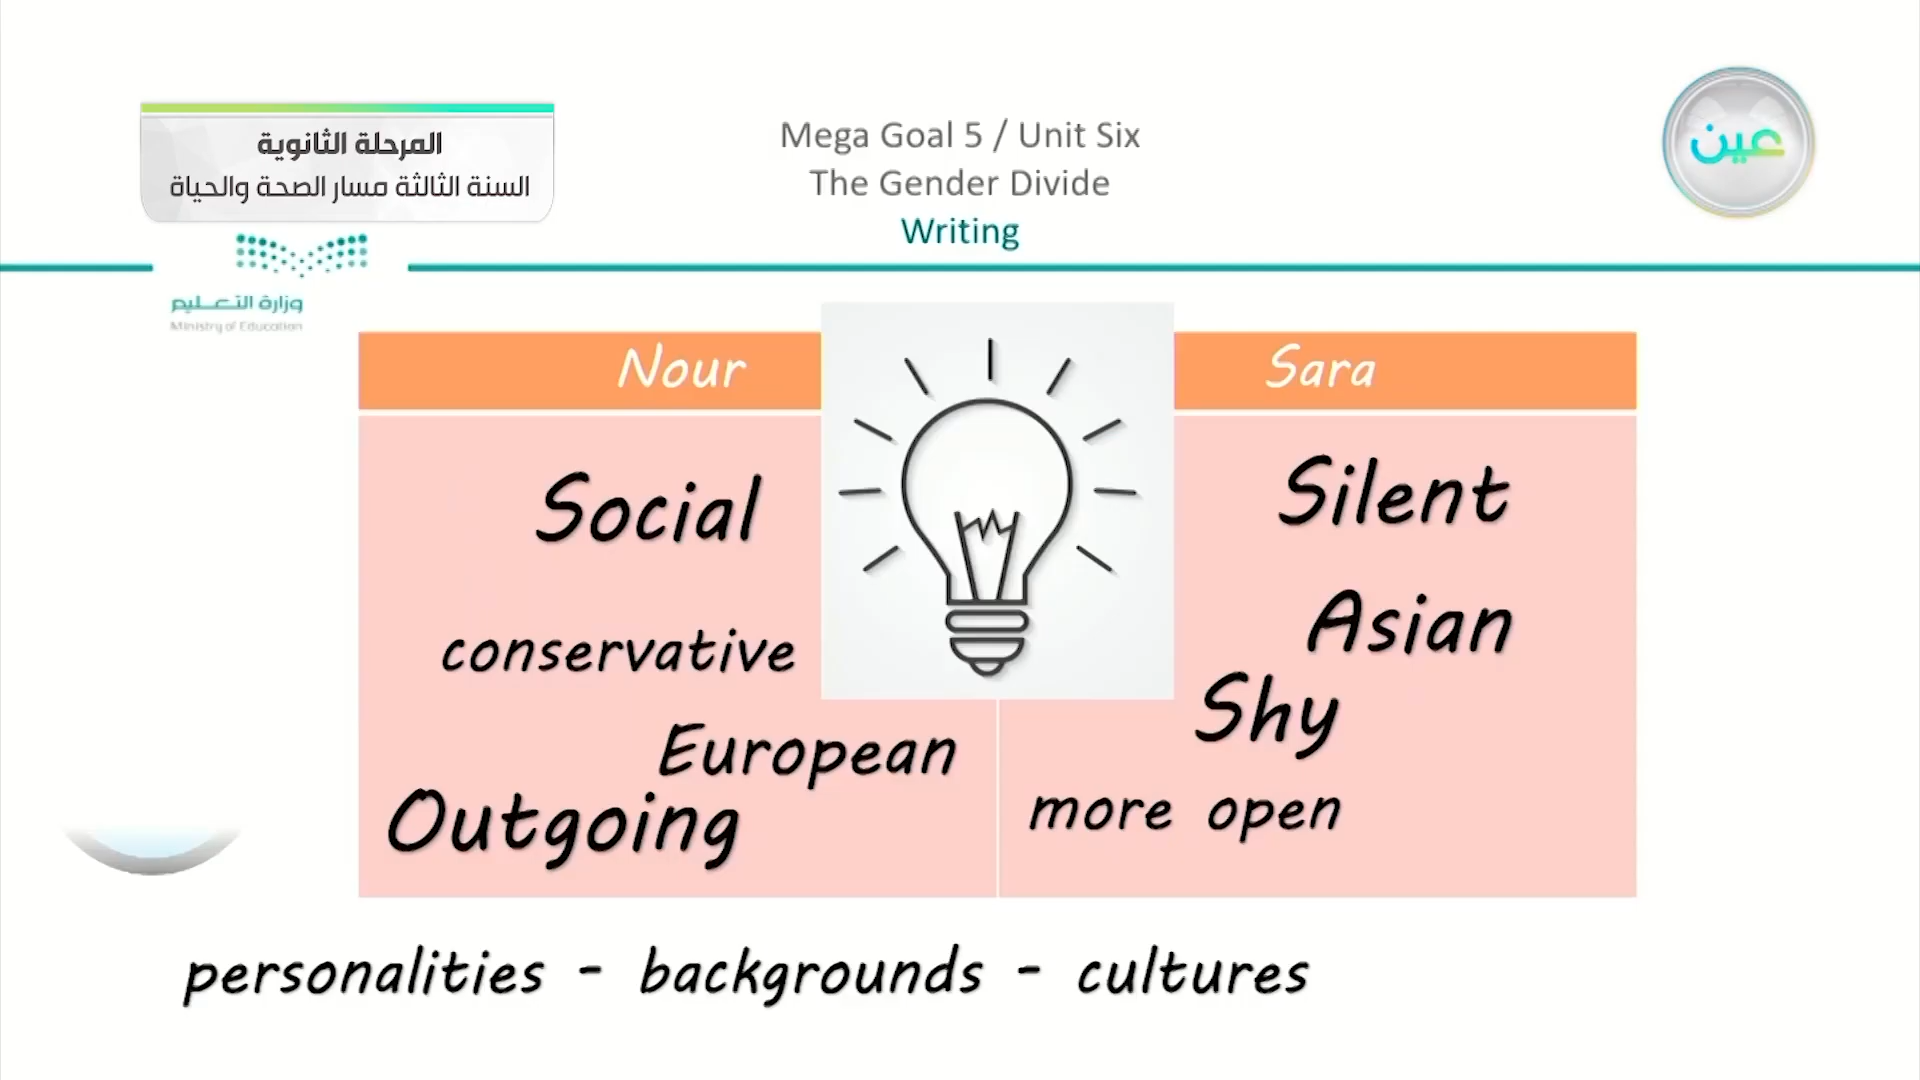 المرحلة الثانوية
السنة الثالثة مسار الصحة والحياة
Mega Goal 5 / Unit Six
The Gender Divide
Writing
عين
وزارة التعليم
Ministry of Education
Nour
Social
conservative
European
Outgoing
Sara
Silent
Asian
Shy
more open
personalities - backgrounds - cultures